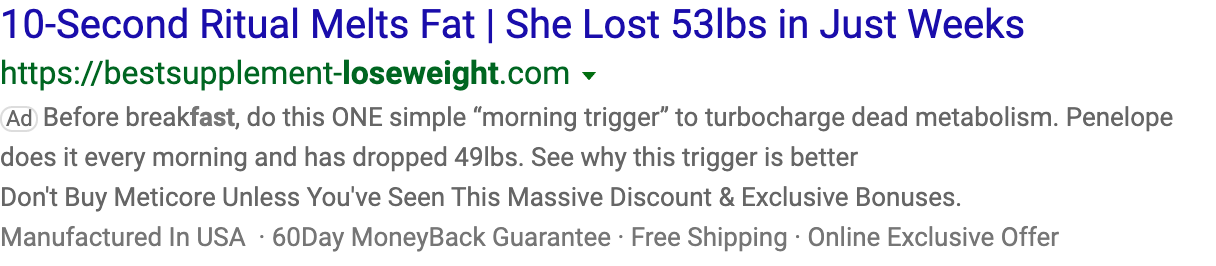 10-Second Ritual Melts Fat | She Lost 53lbs in Just Weeks
https://bestsupplement-loseweight.com
Ad Before breakfast, do this ONE simple “morning trigger” to turbocharge dead metabolism. Penelope
does it every morning and has dropped 49lbs. See why this trigger is better
Don't Buy Meticore Unless You've Seen This Massive Discount & Exclusive Bonuses.
Manufactured In USA · 60Day MoneyBack Guarantee · Free Shipping · Online Exclusive Offer